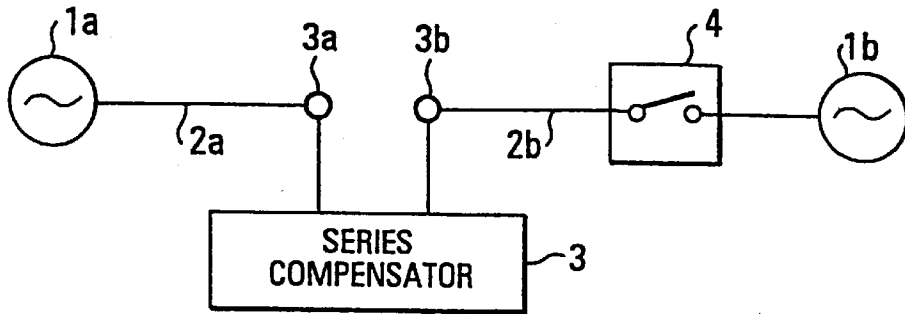 1a
3a
3b
4
1b
2a
2b
SERIES
COMPENSATOR
3